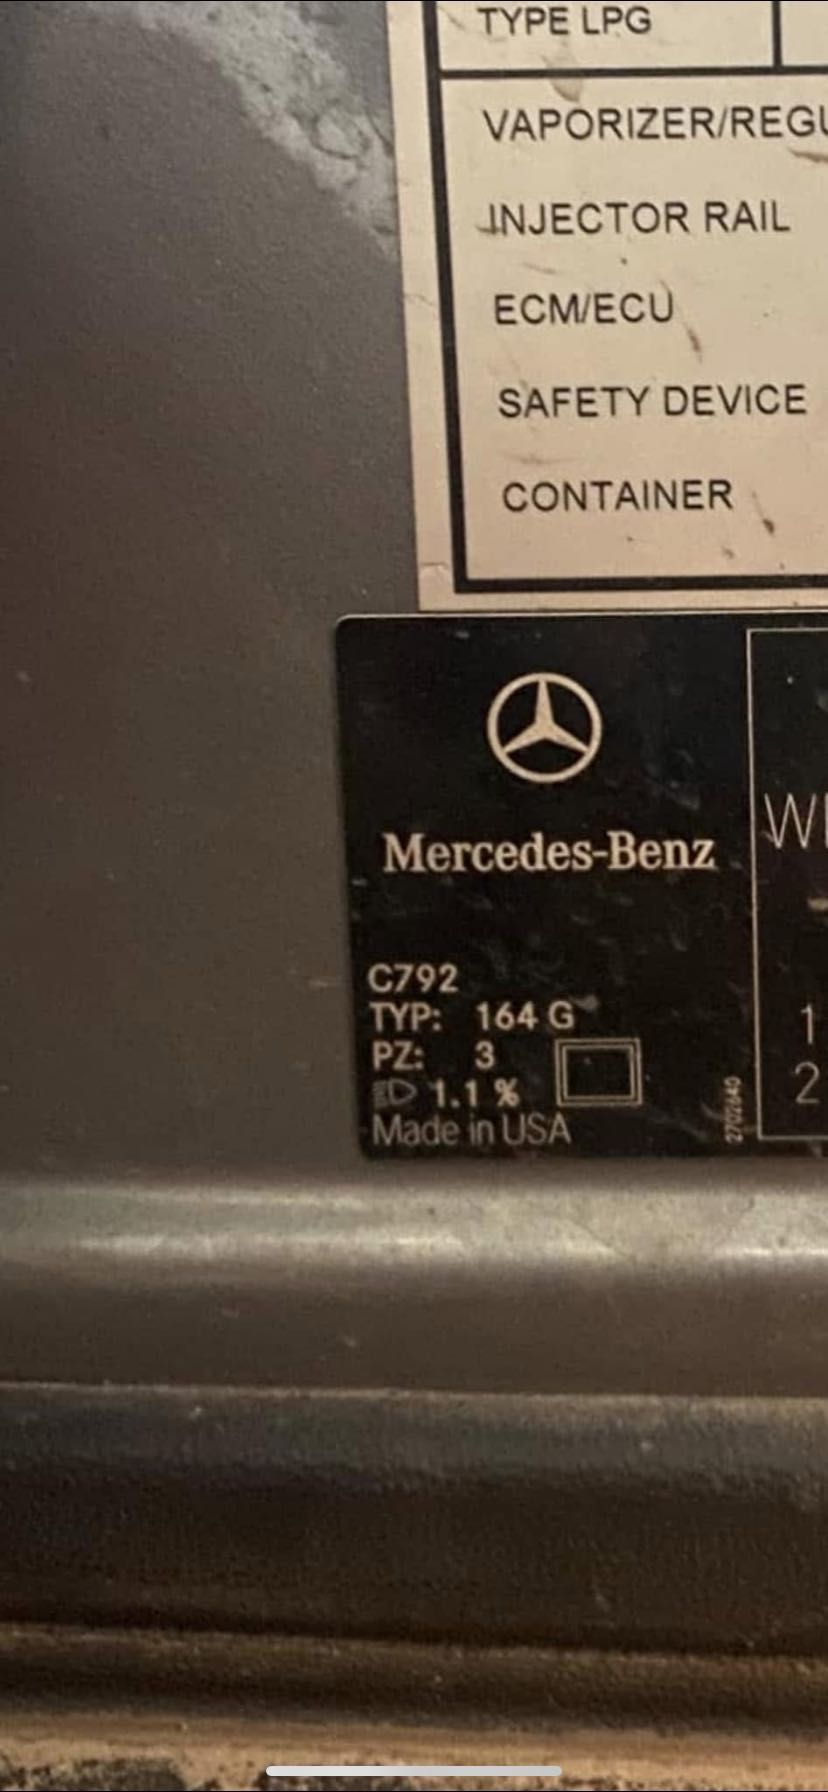 TYPE LPG
VAPORIZER/REGU
INJECTOR RAIL
ECM/ECU
SAFETY DEVICE
CONTAINER
Mercedes-Benz
W
C792
TYP: 164 G
PZ: 3
1.1 %
Made in USA
2702640
1
2